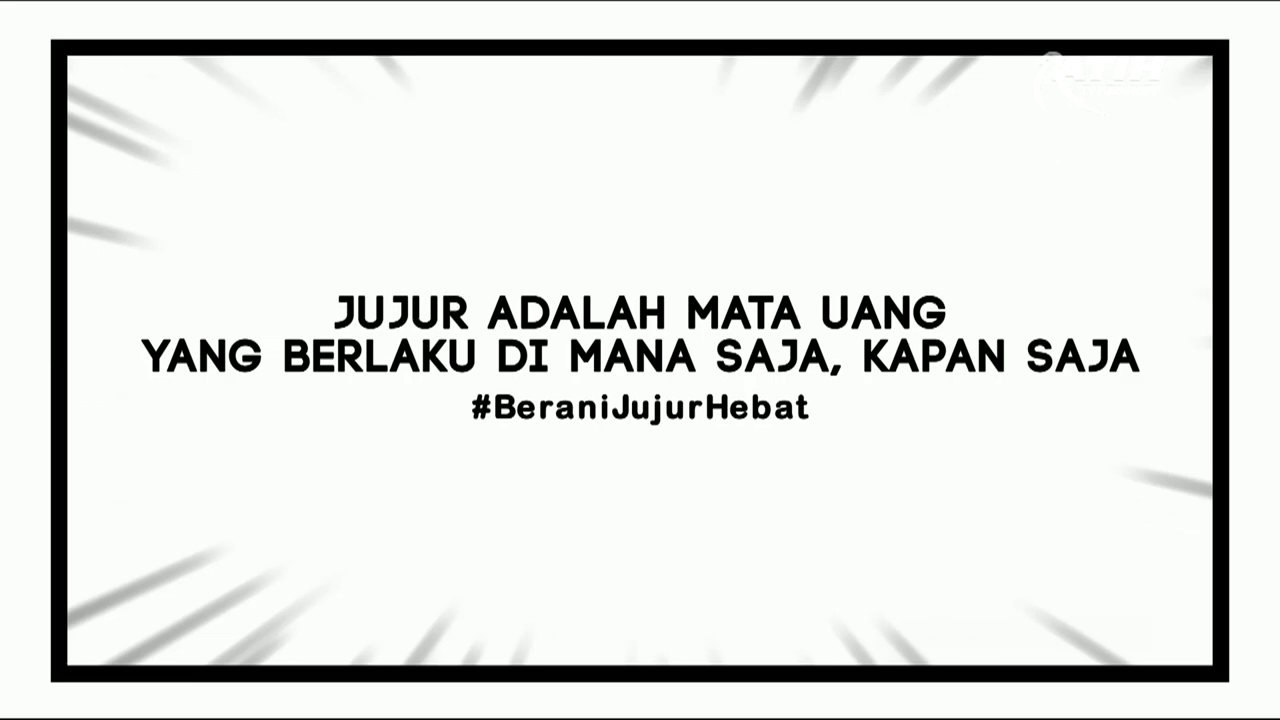 JUJUR ADALAH MATA UANG
YANG BERLAKU DI MANA SAJA, KAPAN SAJA
#BeraniJujurHebat